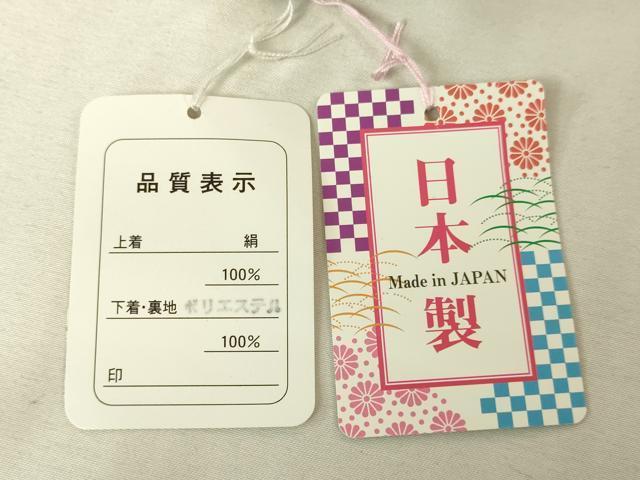 品質表示
上着 絹
100%
下着・裏地 ポリエステル
100%
印
日本製
Made in JAPAN